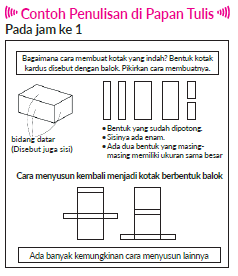 Contoh Penulisan di Papan Tulis
Pada jam ke 1
Bagaimana cara membuat kotak yang indah? Bentuk kotak
kardus disebut dengan balok. Pikirkan cara membuatnya.
bidang datar
(Disebut juga sisi)
• Bentuk yang sudah dipotong.
• Sisinya ada enam.
• Ada dua bentuk yang masing-
masing memiliki ukuran sama besar
Cara menyusun kembali menjadi kotak berbentuk balok
Ada banyak kemungkinan cara menyusun lainnya